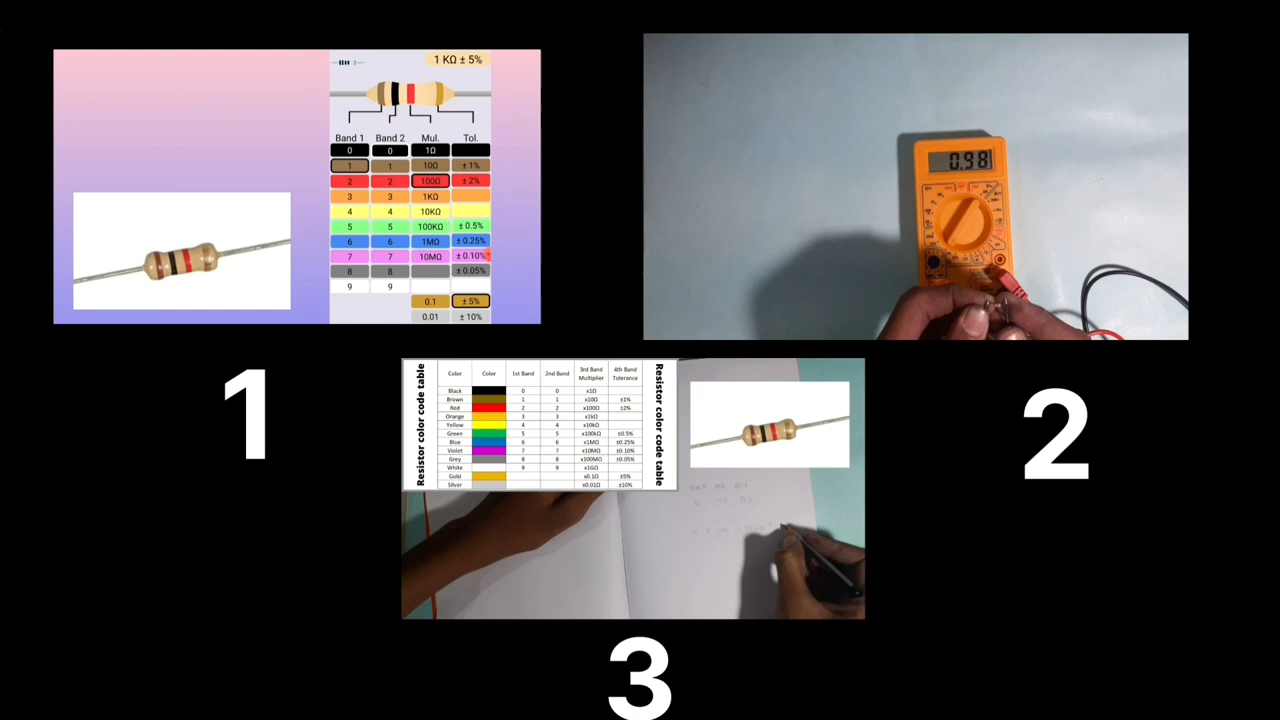 1 KΩ ± 5%
Band 1 Band 2 Mul. Tol.
0 0 1Ω
1 1 10Ω ± 1%
2 2 100Ω ± 2%
3 3 1KΩ
4 4 10KΩ
5 5 100KΩ ± 0.5%
6 6 1MΩ ± 0.25%
7 7 10MΩ ± 0.10%
8 8 ± 0.05%
9 9
0.1 ± 5%
0.01 ± 10%
1
0.98
2
Resistor color code table
Color Color 1st Band 2nd Band 3rd Band Multiplier 4th Band Tolerance
Black 0 0 x1Ω
Brown 1 1 x10Ω ±1%
Red 2 2 x100Ω ±2%
Orange 3 3 x1kΩ
Yellow 4 4 x10kΩ
Green 5 5 x100kΩ ±0.5%
Blue 6 6 x1MΩ ±0.25%
Violet 7 7 x10MΩ ±0.10%
Grey 8 8 x100MΩ ±0.05%
White 9 9 x1GΩ
Gold x0.1Ω ±5%
Silver x0.01Ω ±10%
Resistor color code table
3